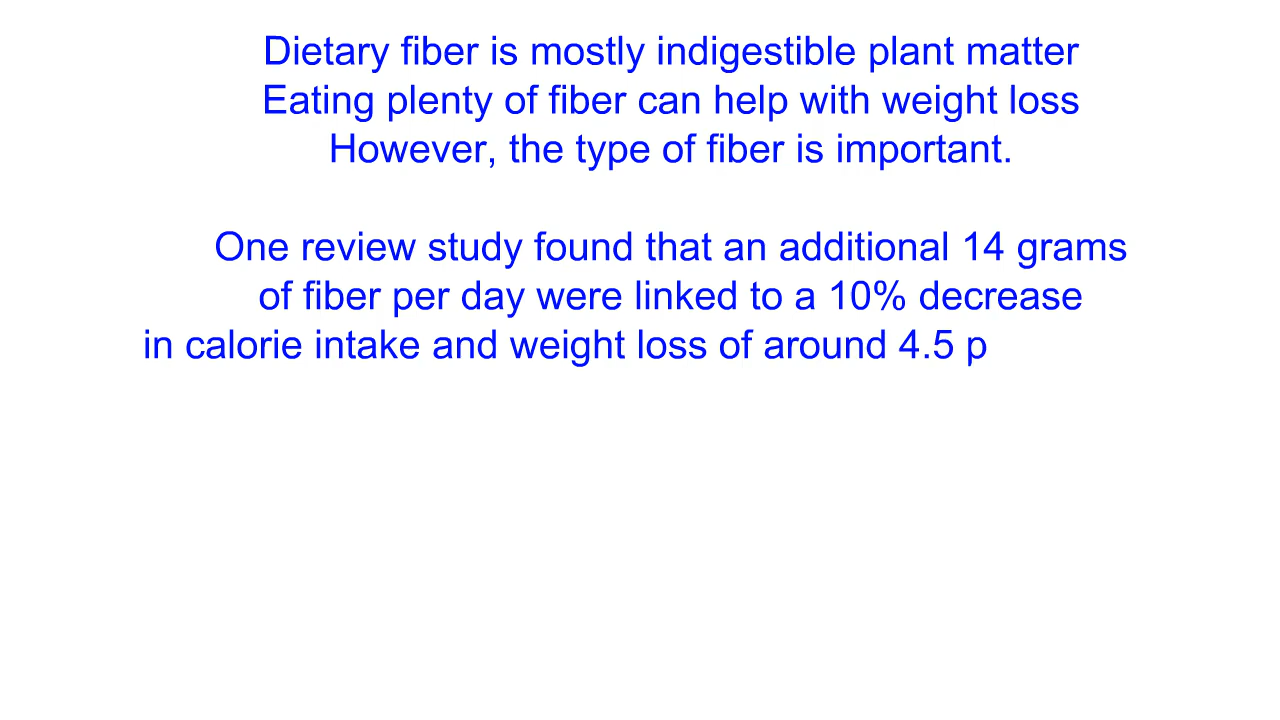 Dietary fiber is mostly indigestible plant matter
Eating plenty of fiber can help with weight loss
However, the type of fiber is important.
One review study found that an additional 14 grams
of fiber per day were linked to a 10% decrease
in calorie intake and weight loss of around 4.5 p